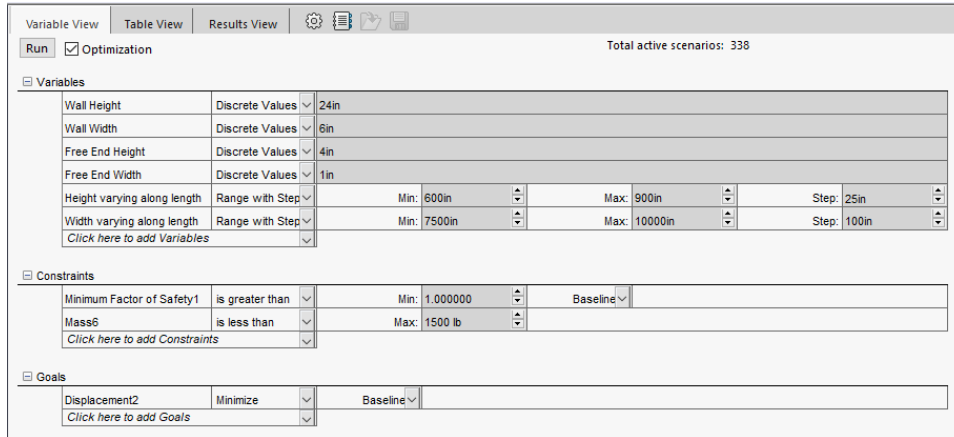 Variable View Table View Results View
Run Optimization Total active scenarios: 338
Variables
Wall Height Discrete Values 24in
Wall Width Discrete Values 6in
Free End Height Discrete Values 4in
Free End Width Discrete Values 1in
Height varying along length Range with Step Min: 600in Max: 900in Step: 25in
Width varying along length Range with Step Min: 7500in Max: 10000in Step: 100in
Click here to add Variables
Constraints
Minimum Factor of Safety1 is greater than Min: 1.000000 Baseline
Mass6 is less than Max: 1500 lb
Click here to add Constraints
Goals
Displacement2 Minimize Baseline
Click here to add Goals